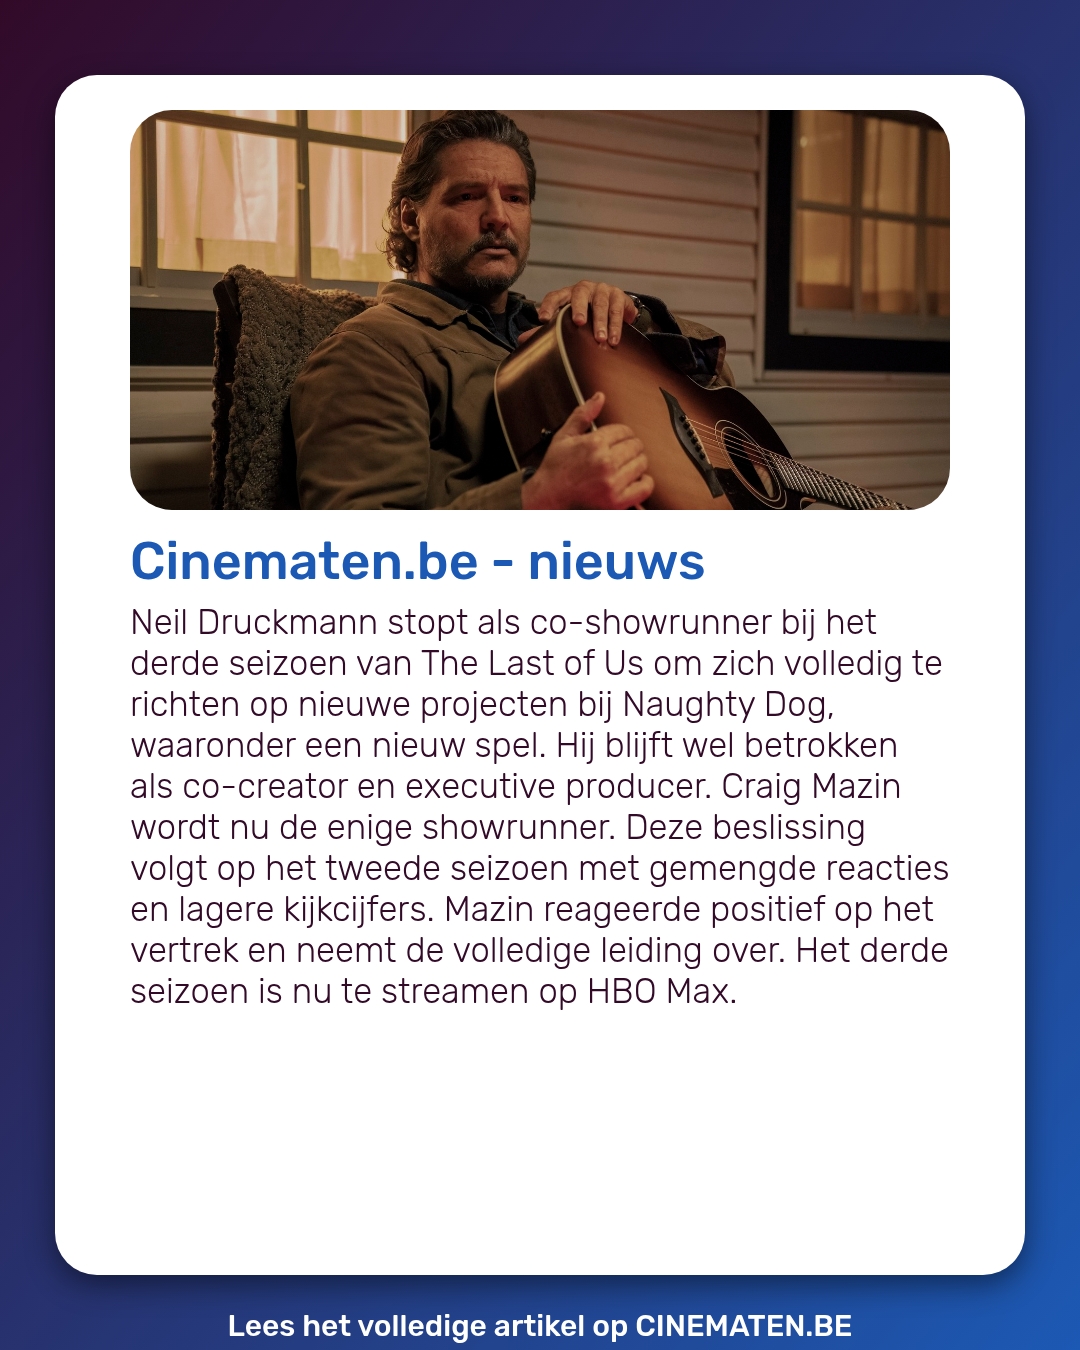 Cinematen.be - nieuws
Neil Druckmann stopt als co-showrunner bij het
derde seizoen van The Last of Us om zich volledig te
richten op nieuwe projecten bij Naughty Dog,
waaronder een nieuw spel. Hij blijft wel betrokken
als co-creator en executive producer. Craig Mazin
wordt nu de enige showrunner. Deze beslissing
volgt op het tweede seizoen met gemengde reacties
en lagere kijkcijfers. Mazin reageerde positief op het
vertrek en neemt de volledige leiding over. Het derde
seizoen is nu te streamen op HBO Max.
Lees het volledige artikel op CINEMATEN.BE